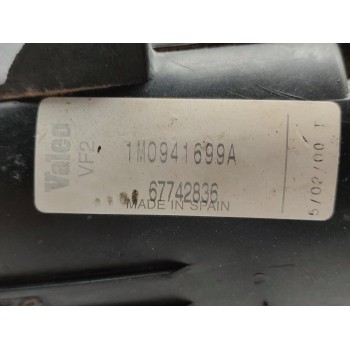 Valeo
VF2
1M0941699A
67742836
MADE IN SPAIN
5/02/00 T